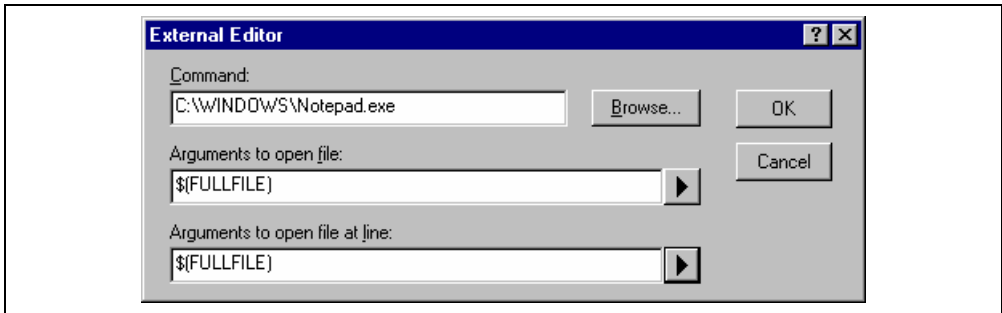 External Editor
Command:
C:\WINDOWS\Notepad.exe
Browse...
OK
Arguments to open file:
Cancel
$(FULLFILE)
Arguments to open file at line:
$(FULLFILE)